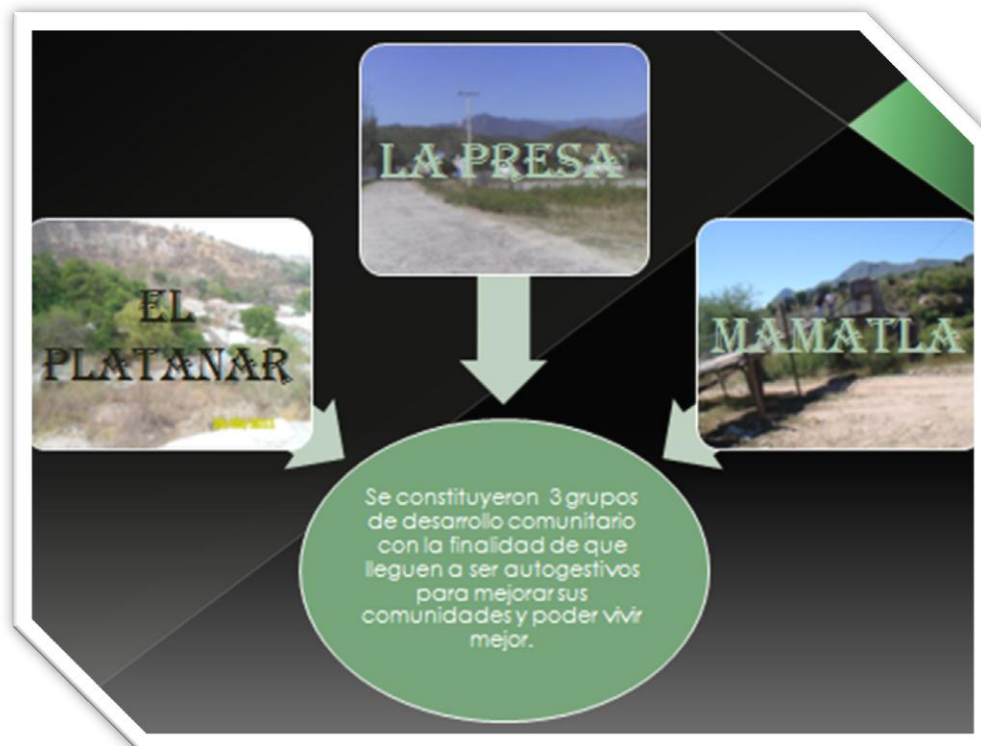 LA PRESA
EL
PLATANAR
MAMATLA
Se constituyeron 3 grupos
de desarrollo comunitario
con la finalidad de que
lleguen a ser autogestivos
para mejorar sus
comunidades y poder vivir
mejor.